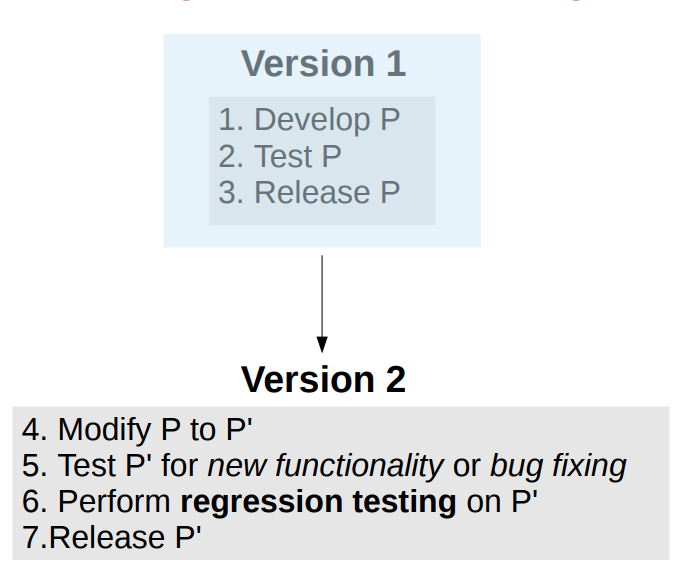 Version 1
1. Develop P
2. Test P
3. Release P
Version 2
4. Modify P to P'
5. Test P' for new functionality or bug fixing
6. Perform regression testing on P'
7.Release P'